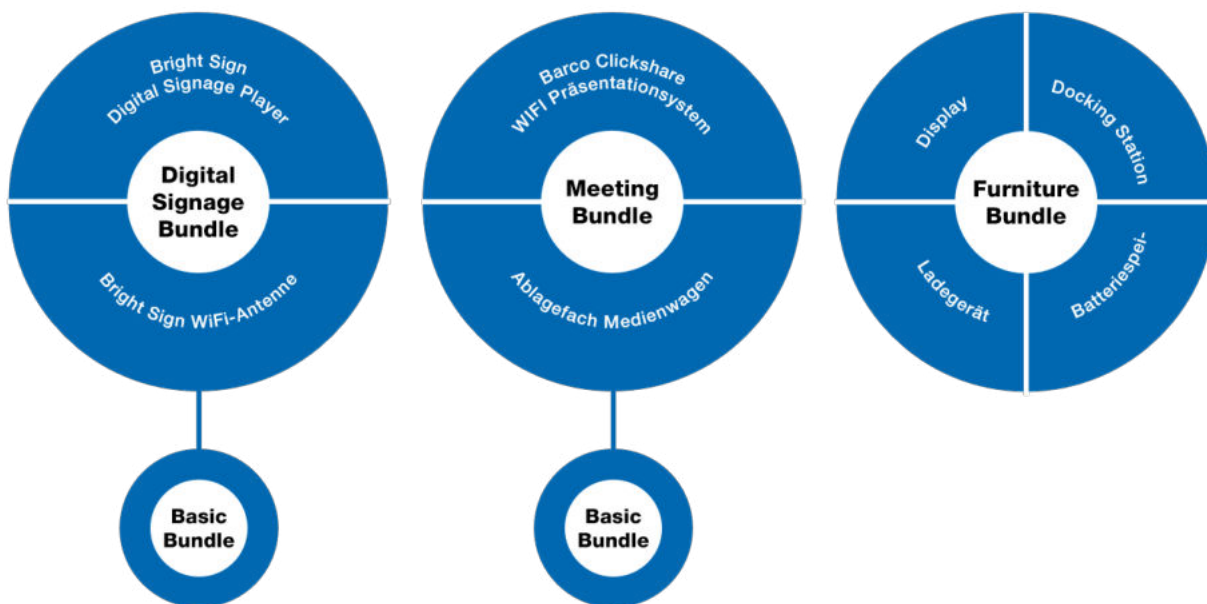 Bright Sign
Digital Signage Player
Digital
Signage
Bundle
Bright Sign WiFi-Antenne
Basic
Bundle
Barco Clickshare
WIFI Präsentationsystem
Meeting
Bundle
Ablagefach Medienwagen
Basic
Bundle
Display
Docking Station
Furniture
Bundle
Ladegerät
Batteriespei-